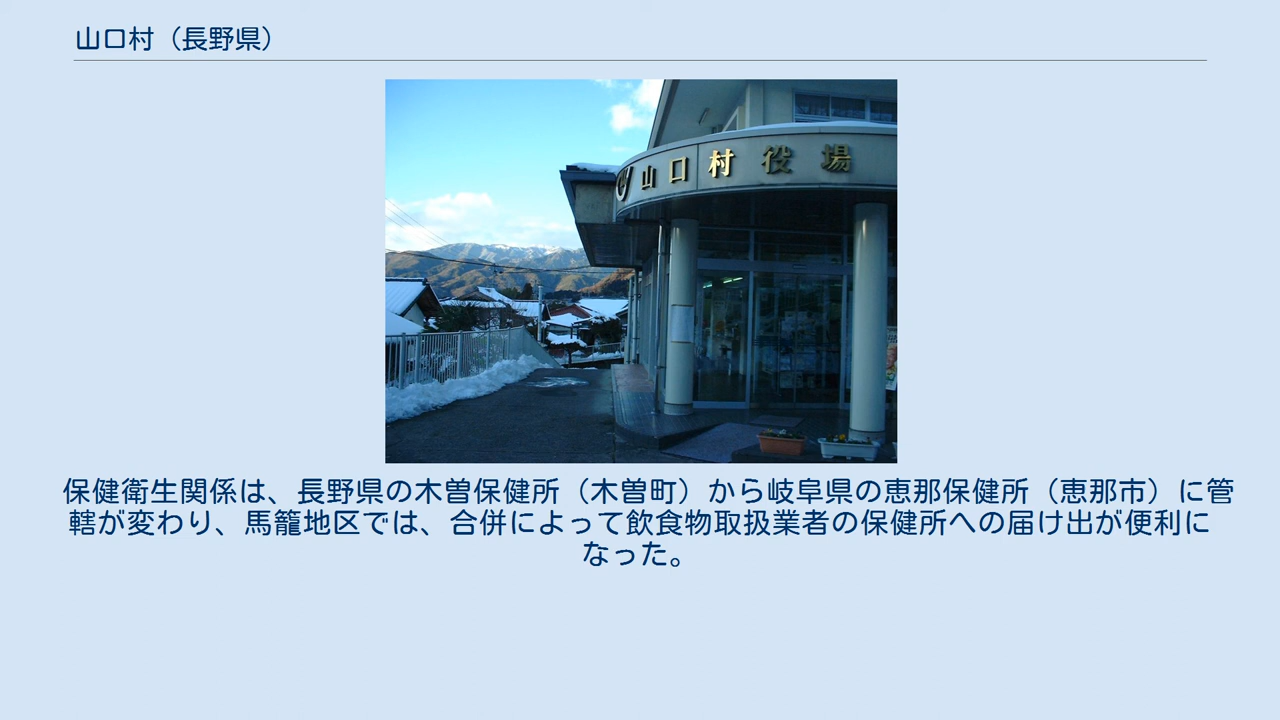 山口村（長野県）
山口村役場
保健衛生関係は、長野県の木曽保健所（木曽町）から岐阜県の恵那保健所（恵那市）に管
轄が変わり、馬籠地区では、合併によって飲食物取扱業者の保健所への届け出が便利に
なった。